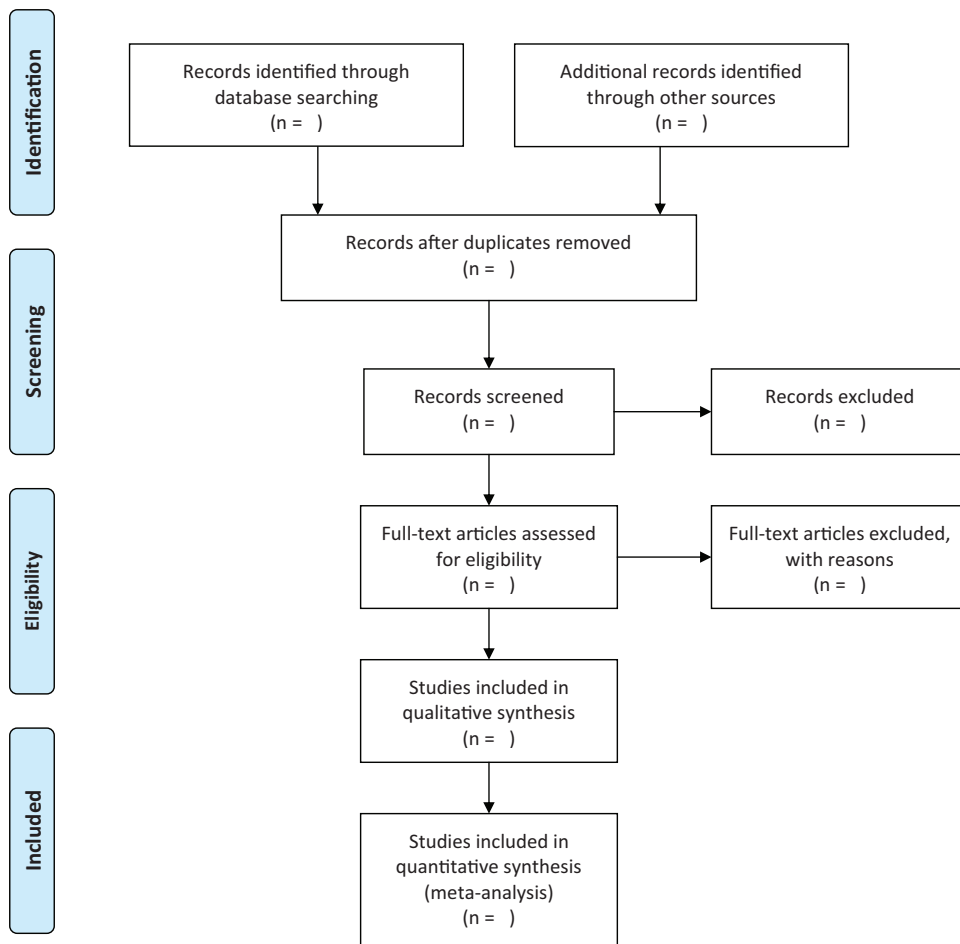 Identification
Records identified through
database searching
(n =   )
Additional records identified
through other sources
(n =   )
Records after duplicates removed
(n =   )
Screening
Records screened
(n =   )
Records excluded
(n =   )
Eligibility
Full-text articles assessed
for eligibility
(n =   )
Full-text articles excluded,
with reasons
(n =   )
Studies included in
qualitative synthesis
(n =   )
Included
Studies included in
quantitative synthesis
(meta-analysis)
(n =   )